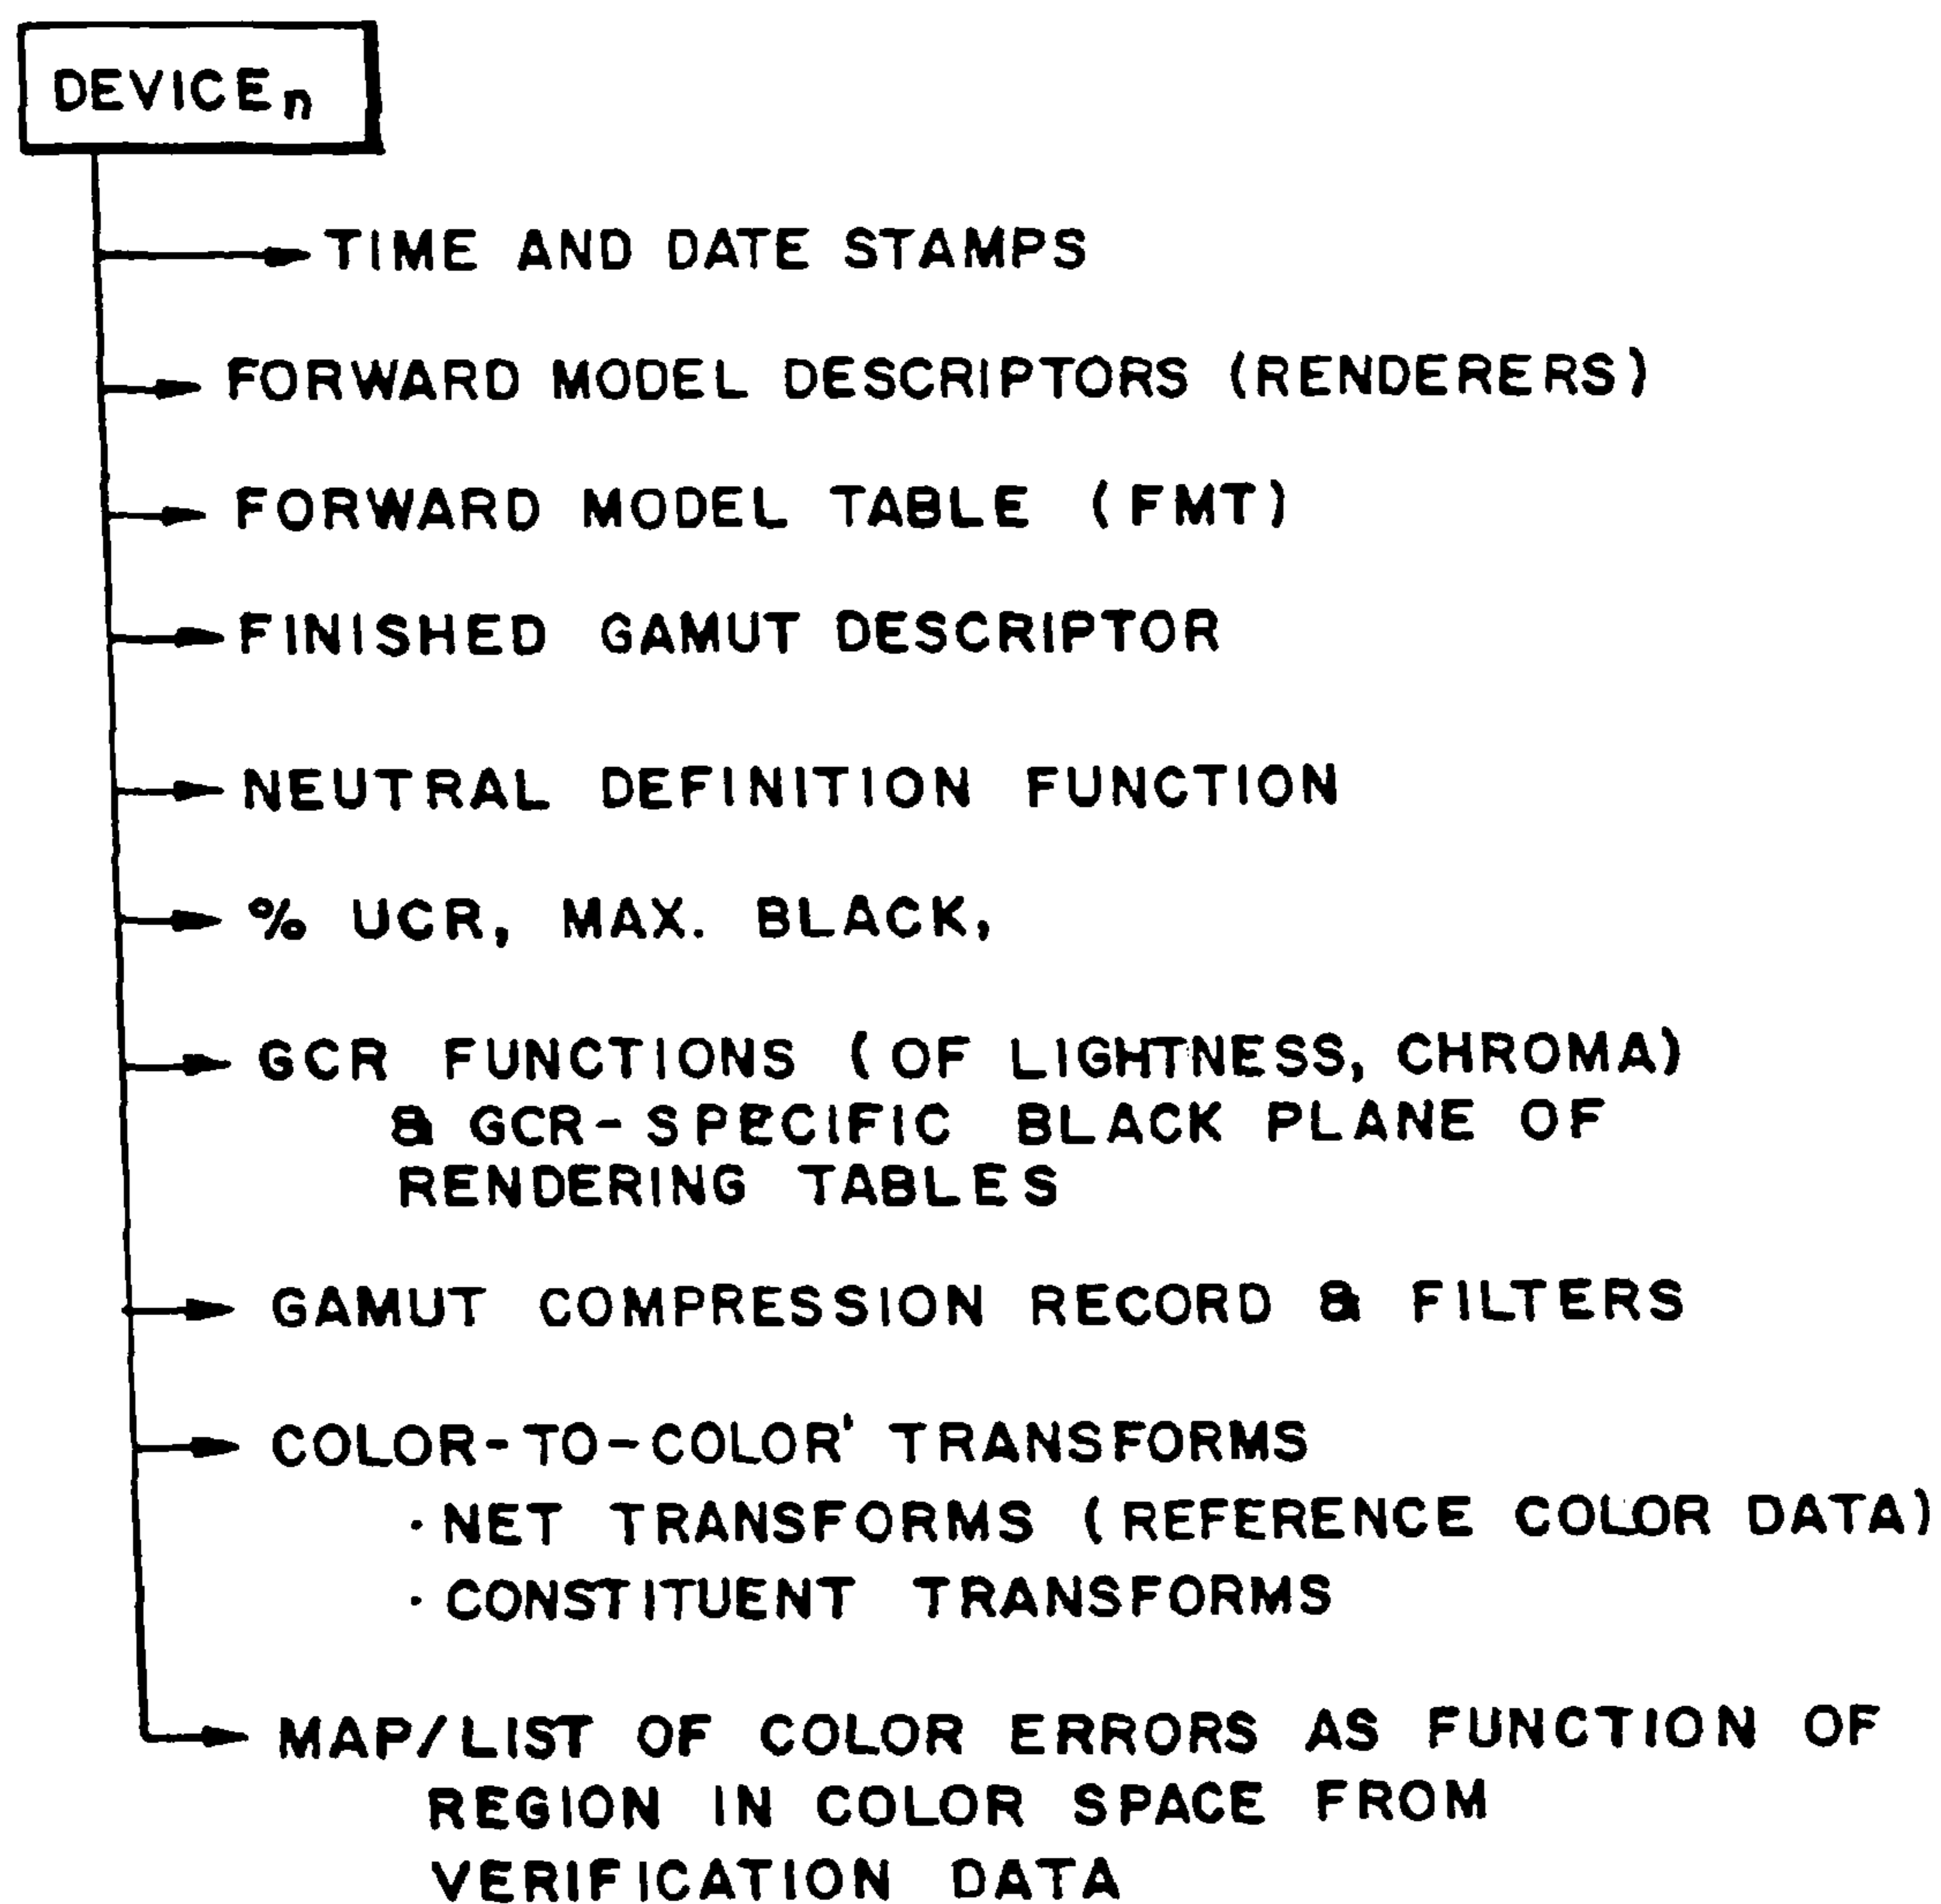 DEVICEn
TIME AND DATE STAMPS
FORWARD MODEL DESCRIPTORS (RENDERERS)
FORWARD MODEL TABLE (FMT)
FINISHED GAMUT DESCRIPTOR
NEUTRAL DEFINITION FUNCTION
% UCR, MAX. BLACK,
GCR FUNCTIONS (OF LIGHTNESS, CHROMA)
& GCR-SPECIFIC BLACK PLANE OF
RENDERING TABLES
GAMUT COMPRESSION RECORD & FILTERS
COLOR-TO-COLOR' TRANSFORMS
· NET TRANSFORMS (REFERENCE COLOR DATA)
· CONSTITUENT TRANSFORMS
MAP/LIST OF COLOR ERRORS AS FUNCTION OF
REGION IN COLOR SPACE FROM
VERIFICATION DATA